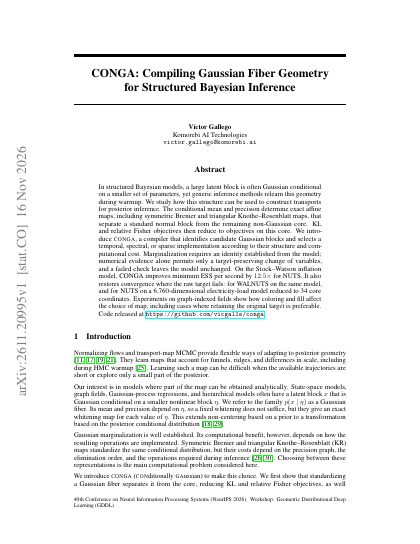 CONGA: Compiling Gaussian Fiber Geometry
for Structured Bayesian Inference
Víctor Gallego
Komorebi AI Technologies
victor.gallego@komorebi.ai
Abstract
In structured Bayesian models, a large latent block is often Gaussian conditional
on a smaller set of parameters, yet generic inference methods relearn this geometry
during warmup. We study how this structure can be used to construct transports
for posterior inference. The conditional mean and precision determine exact affine
maps, including symmetric Brenier and triangular Knothe–Rosenblatt maps, that
separate a standard normal block from the remaining non-Gaussian core. KL
and relative Fisher objectives then reduce to objectives on this core. We intro-
duce CONGA, a compiler that identifies candidate Gaussian blocks and selects a
temporal, spectral, or sparse implementation according to their structure and com-
putational cost. Marginalization requires an identity established from the model;
numerical evidence alone permits only a target-preserving change of variables,
and a failed check leaves the model unchanged. On the Stock–Watson inflation
model, CONGA improves minimum ESS per second by 12.5× for NUTS. It also
restores convergence where the raw target fails: for WALNUTS on the same model,
and for NUTS on a 6,760-dimensional electricity-load model reduced to 34 core
coordinates. Experiments on graph-indexed fields show how coloring and fill affect
the choice of map, including cases where retaining the original target is preferable.
Code released at https://github.com/vicgalle/conga.
1 Introduction
Normalizing flows and transport-map MCMC provide flexible ways of adapting to posterior geometry
[11, 17, 19, 21]. They learn maps that account for funnels, ridges, and differences in scale, including
during HMC warmup [25]. Learning such a map can be difficult when the available trajectories are
short or explore only a small part of the posterior.
Our interest is in models where part of the map can be obtained analytically. State-space models,
graph fields, Gaussian processes, and hierarchical models often have a latent block x that is
Gaussian conditional on a smaller nonlinear block η. We refer to the family p(x | η) as a Gaussian
fiber. Its mean and precision depend on η, so a fixed whitening does not suffice, but they give an exact
whitening map for each value of η. This extends non-centering based on a prior to a transformation
based on the posterior conditional distribution [18, 29].
Gaussian marginalization is well established. Its computational benefit, however, depends on how the
resulting operations are implemented. Symmetric Brenier and triangular Knothe–Rosenblatt (KR)
maps standardize the same conditional distribution, but their costs depend on the precision graph, the
elimination order, and the operations required during inference [26, 30]. Choosing between these
representations is the main computational problem considered here.
We introduce CONGA (CONditionally GAussian) to make this choice. We first show that standardizing
a Gaussian fiber separates it from the core, reducing KL and relative Fisher objectives, as well as
40th Conference on Neural Information Processing Systems (NeurIPS 2026). Workshop: Geometric Distributional Deep
Learning (GDDL)
arXiv:2611.20995v1 [stat.CO] 16 Nov 2026